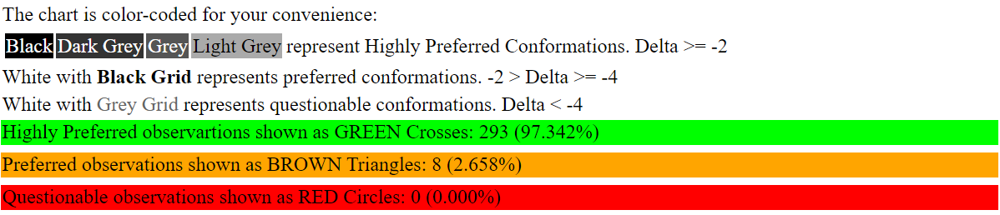 The chart is color-coded for your convenience:
Black Dark Grey Grey Light Grey represent Highly Preferred Conformations. Delta >= -2
White with Black Grid represents preferred conformations. -2 > Delta >= -4
White with Grey Grid represents questionable conformations. Delta < -4
Highly Preferred observartions shown as GREEN Crosses: 293 (97.342%)
Preferred observations shown as BROWN Triangles: 8 (2.658%)
Questionable observations shown as RED Circles: 0 (0.000%)